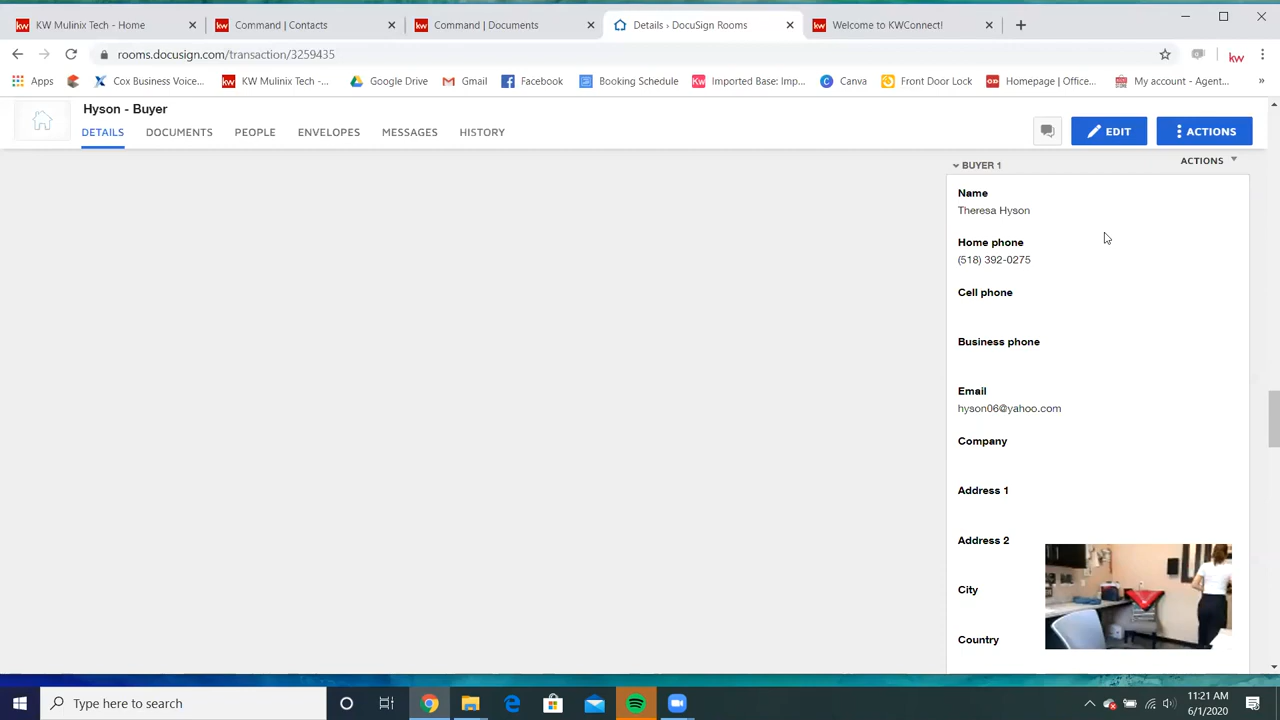 KW Mulinix Tech - Home
Command | Contacts
Command | Documents
Details › DocuSign Rooms
Welcome to KWConnect!
rooms.docusign.com/transaction/3259435
kw
Apps
Cox Business Voice...
KW Mulinix Tech -...
Google Drive
Gmail
Facebook
Booking Schedule
Imported Base: Imp...
Canva
Front Door Lock
Homepage | Office...
My account - Agent...
»
Hyson - Buyer
DETAILS
DOCUMENTS
PEOPLE
ENVELOPES
MESSAGES
HISTORY
EDIT
ACTIONS
BUYER 1
ACTIONS
Name
Theresa Hyson
Home phone
(518) 392-0275
Cell phone
Business phone
Email
hyson06@yahoo.com
Company
Address 1
Address 2
City
Country
Type here to search
11:21 AM
6/1/2020